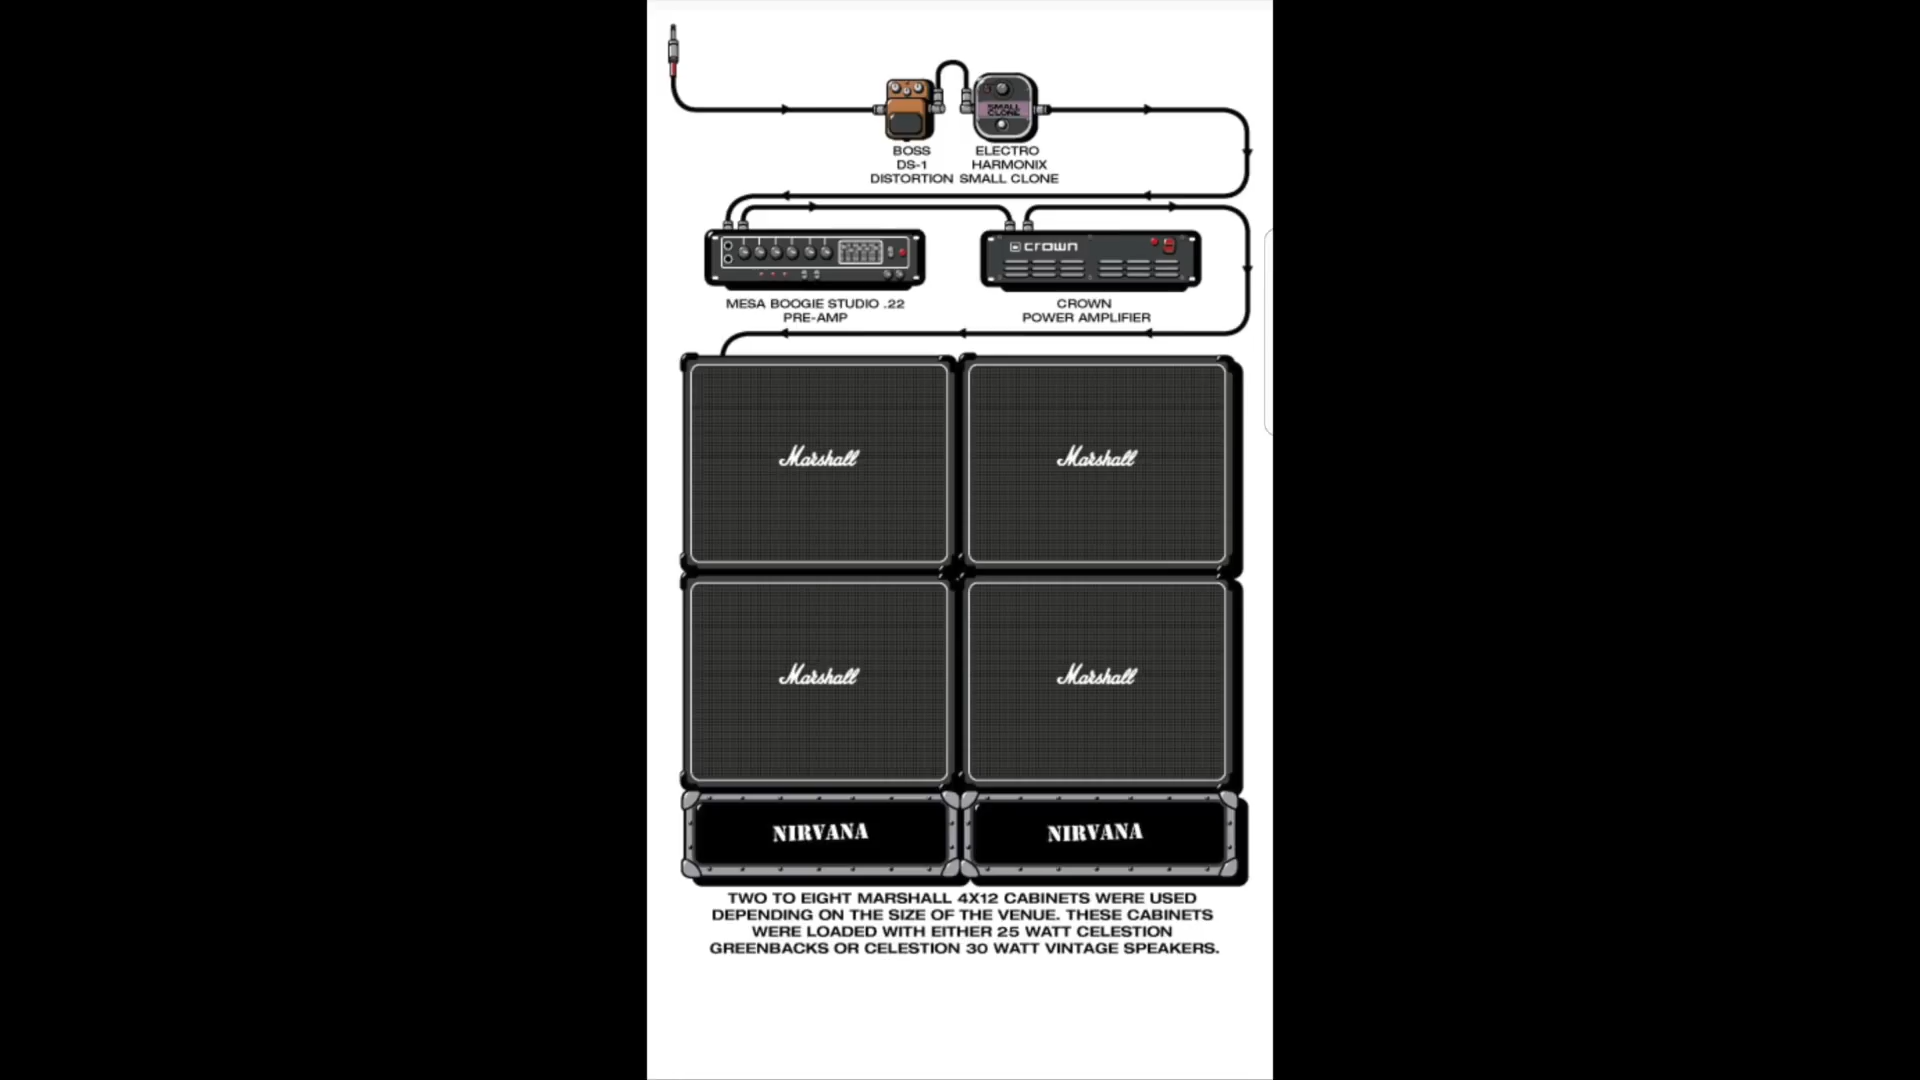 SMALL
CLONE
BOSS
DS-1
DISTORTION
ELECTRO
HARMONIX
SMALL CLONE
crown
MESA BOOGIE STUDIO .22
PRE-AMP
CROWN
POWER AMPLIFIER
Marshall
Marshall
Marshall
Marshall
NIRVANA
NIRVANA
TWO TO EIGHT MARSHALL 4X12 CABINETS WERE USED
DEPENDING ON THE SIZE OF THE VENUE. THESE CABINETS
WERE LOADED WITH EITHER 25 WATT CELESTION
GREENBACKS OR CELESTION 30 WATT VINTAGE SPEAKERS.